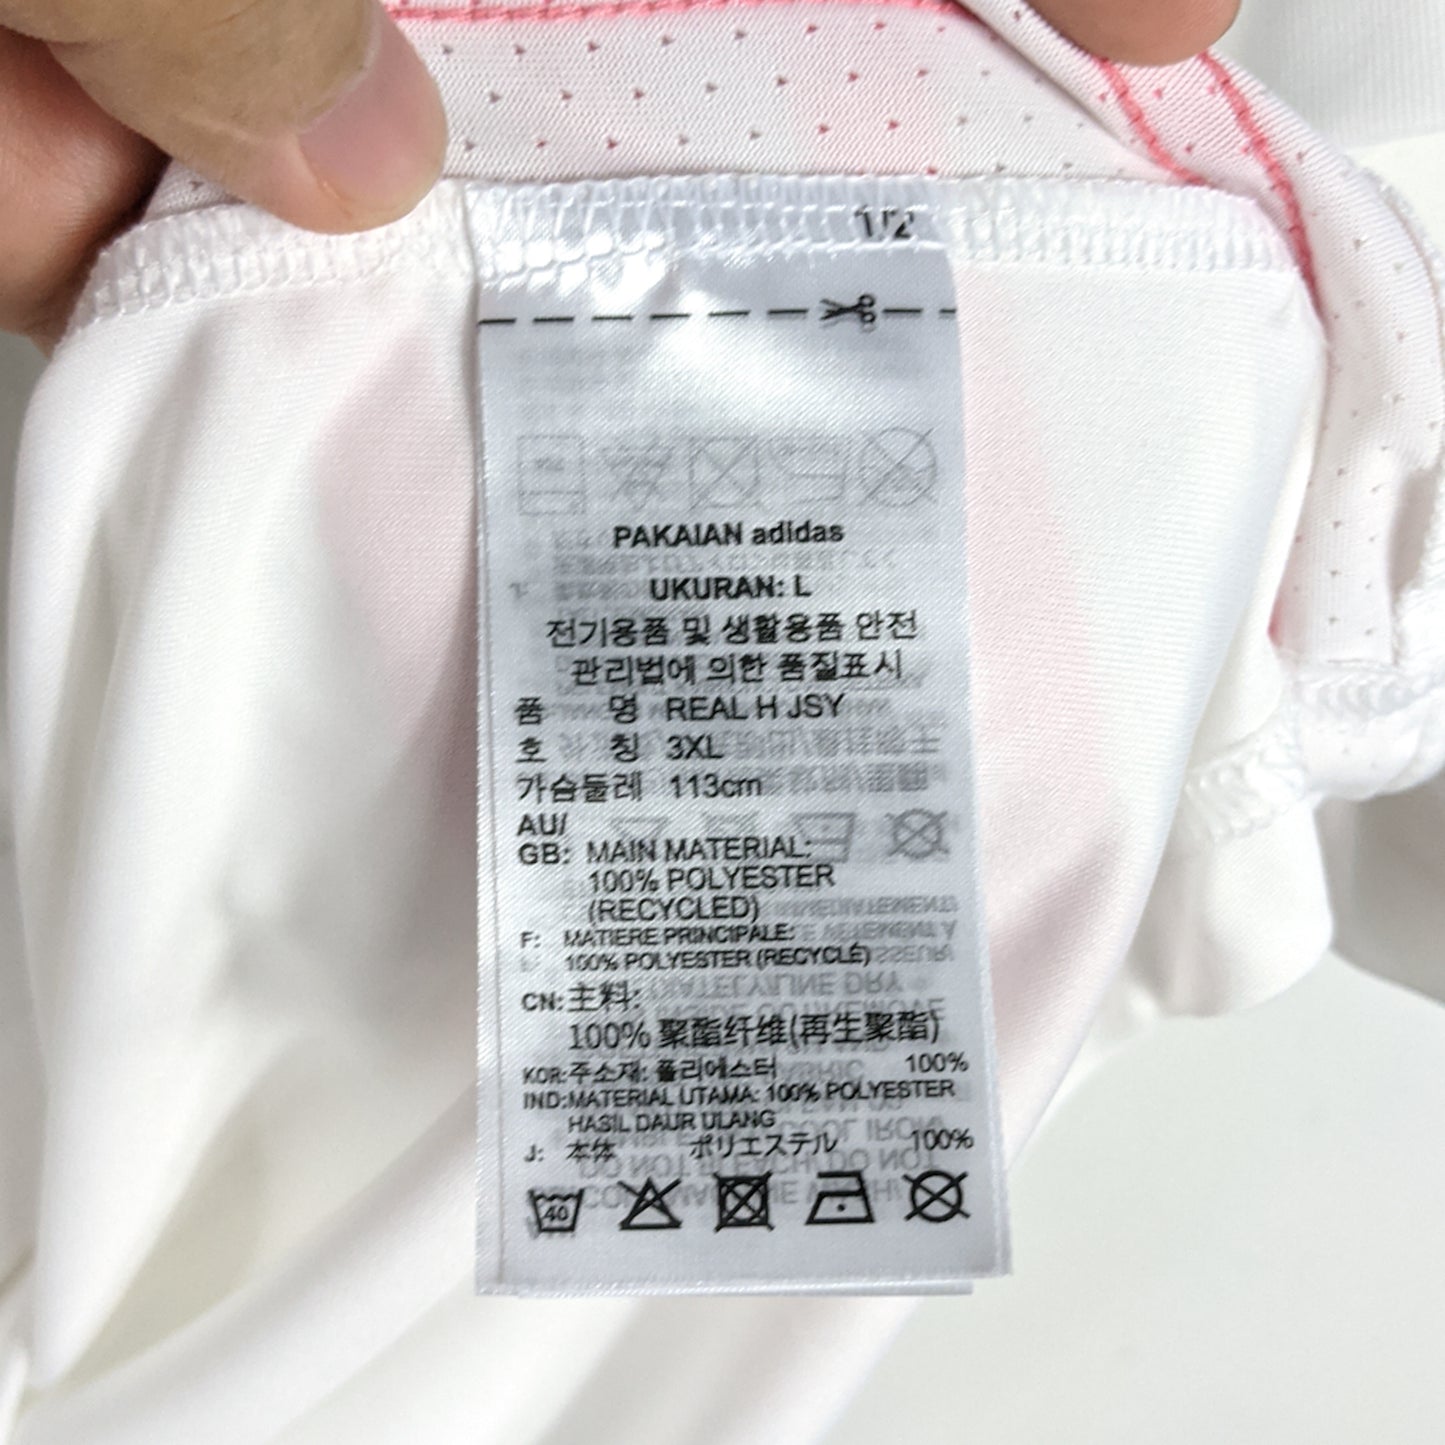 1/2
PAKAIAN adidas
UKURAN: L
전기용품 및 생활용품 안전
관리법에 의한 품질표시
품 명 REAL H JSY
호 칭 3XL
가슴둘레 113cm
AU/
GB: MAIN MATERIAL:
100% POLYESTER
(RECYCLED)
F: MATIERE PRINCIPALE:
100% POLYESTER (RECYCLÉ)
CN: 主料:
100% 聚酯纤维(再生聚酯)
KOR: 주소재: 폴리에스터 100%
IND: MATERIAL UTAMA: 100% POLYESTER
HASIL DAUR ULANG
J: 本体 ポリエステル 100%
40